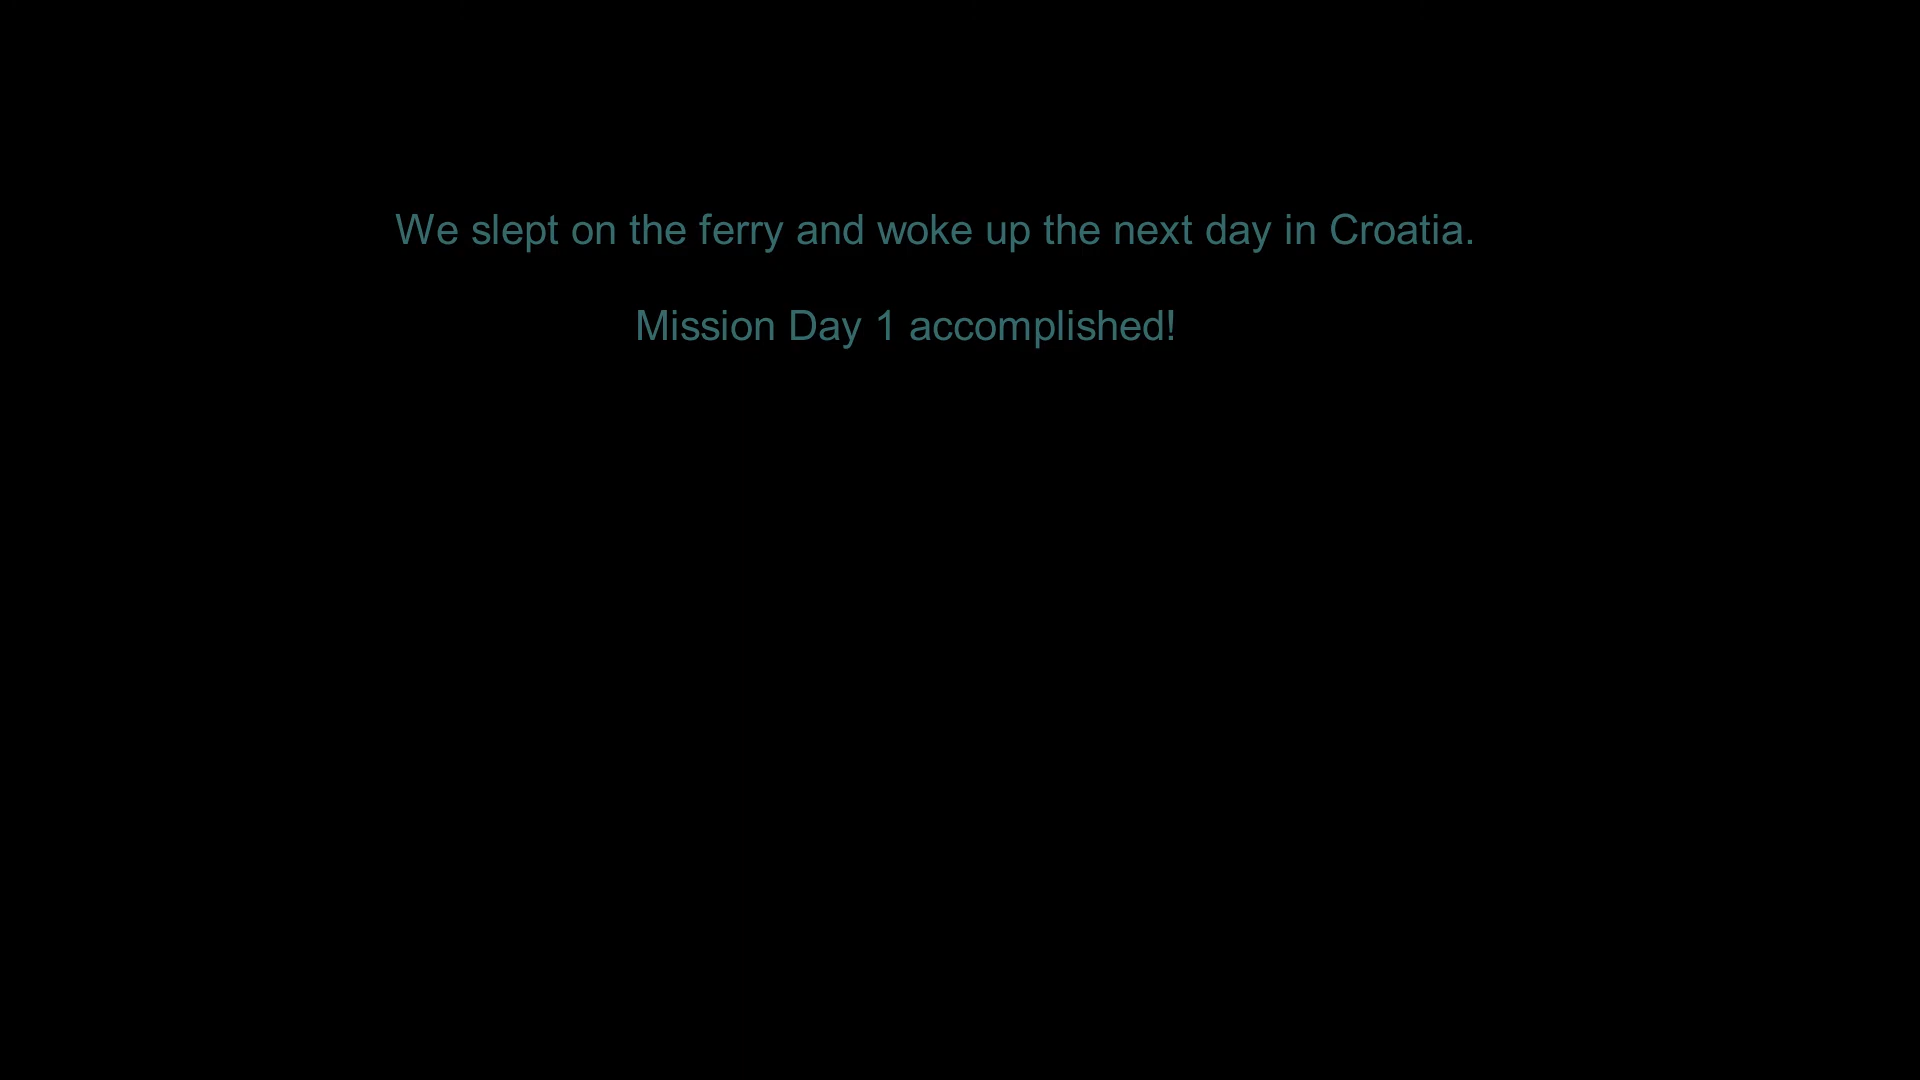 We slept on the ferry and woke up the next day in Croatia.
Mission Day 1 accomplished!